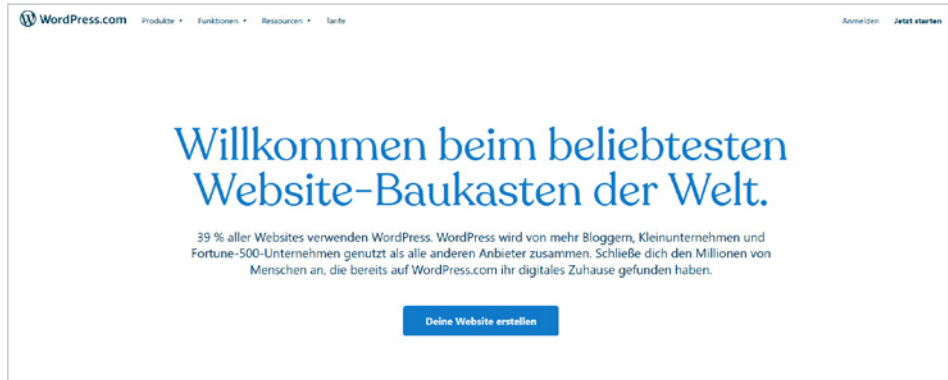 WordPress.com Produkte Funktionen Ressourcen Tarife Anmelden Jetzt starten
Willkommen beim beliebtesten
Website-Baukasten der Welt.
39 % aller Websites verwenden WordPress. WordPress wird von mehr Bloggern, Kleinunternehmen und
Fortune-500-Unternehmen genutzt als alle anderen Anbieter zusammen. Schließe dich den Millionen von
Menschen an, die bereits auf WordPress.com ihr digitales Zuhause gefunden haben.
Deine Website erstellen